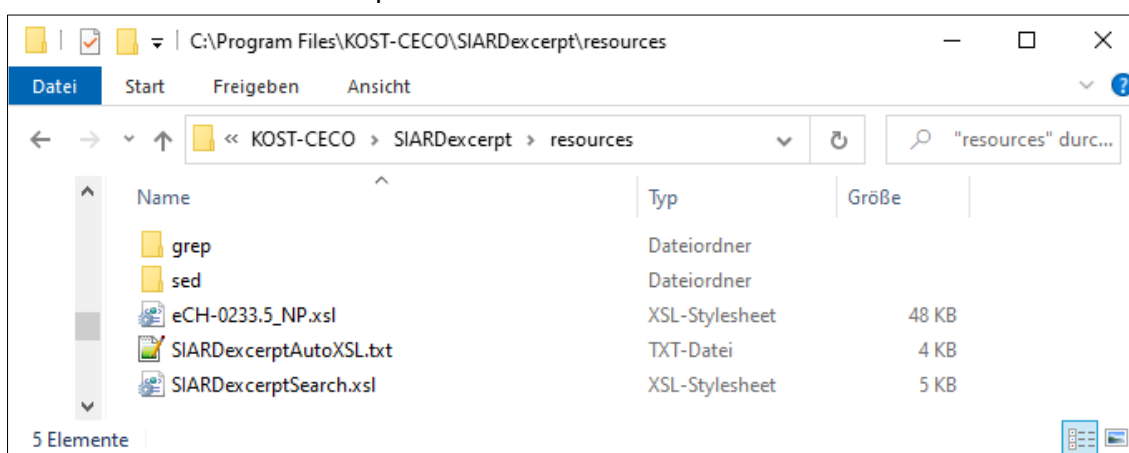 C:\Program Files\KOST-CECO\SIARDexcerpt\resources
Datei Start Freigeben Ansicht ?
« KOST-CECO > SIARDexcerpt > resources "resources" durc...
Name Typ Größe
grep Dateiordner
sed Dateiordner
eCH-0233.5_NP.xsl XSL-Stylesheet 48 KB
SIARDexcerptAutoXSL.txt TXT-Datei 4 KB
SIARDexcerptSearch.xsl XSL-Stylesheet 5 KB
5 Elemente